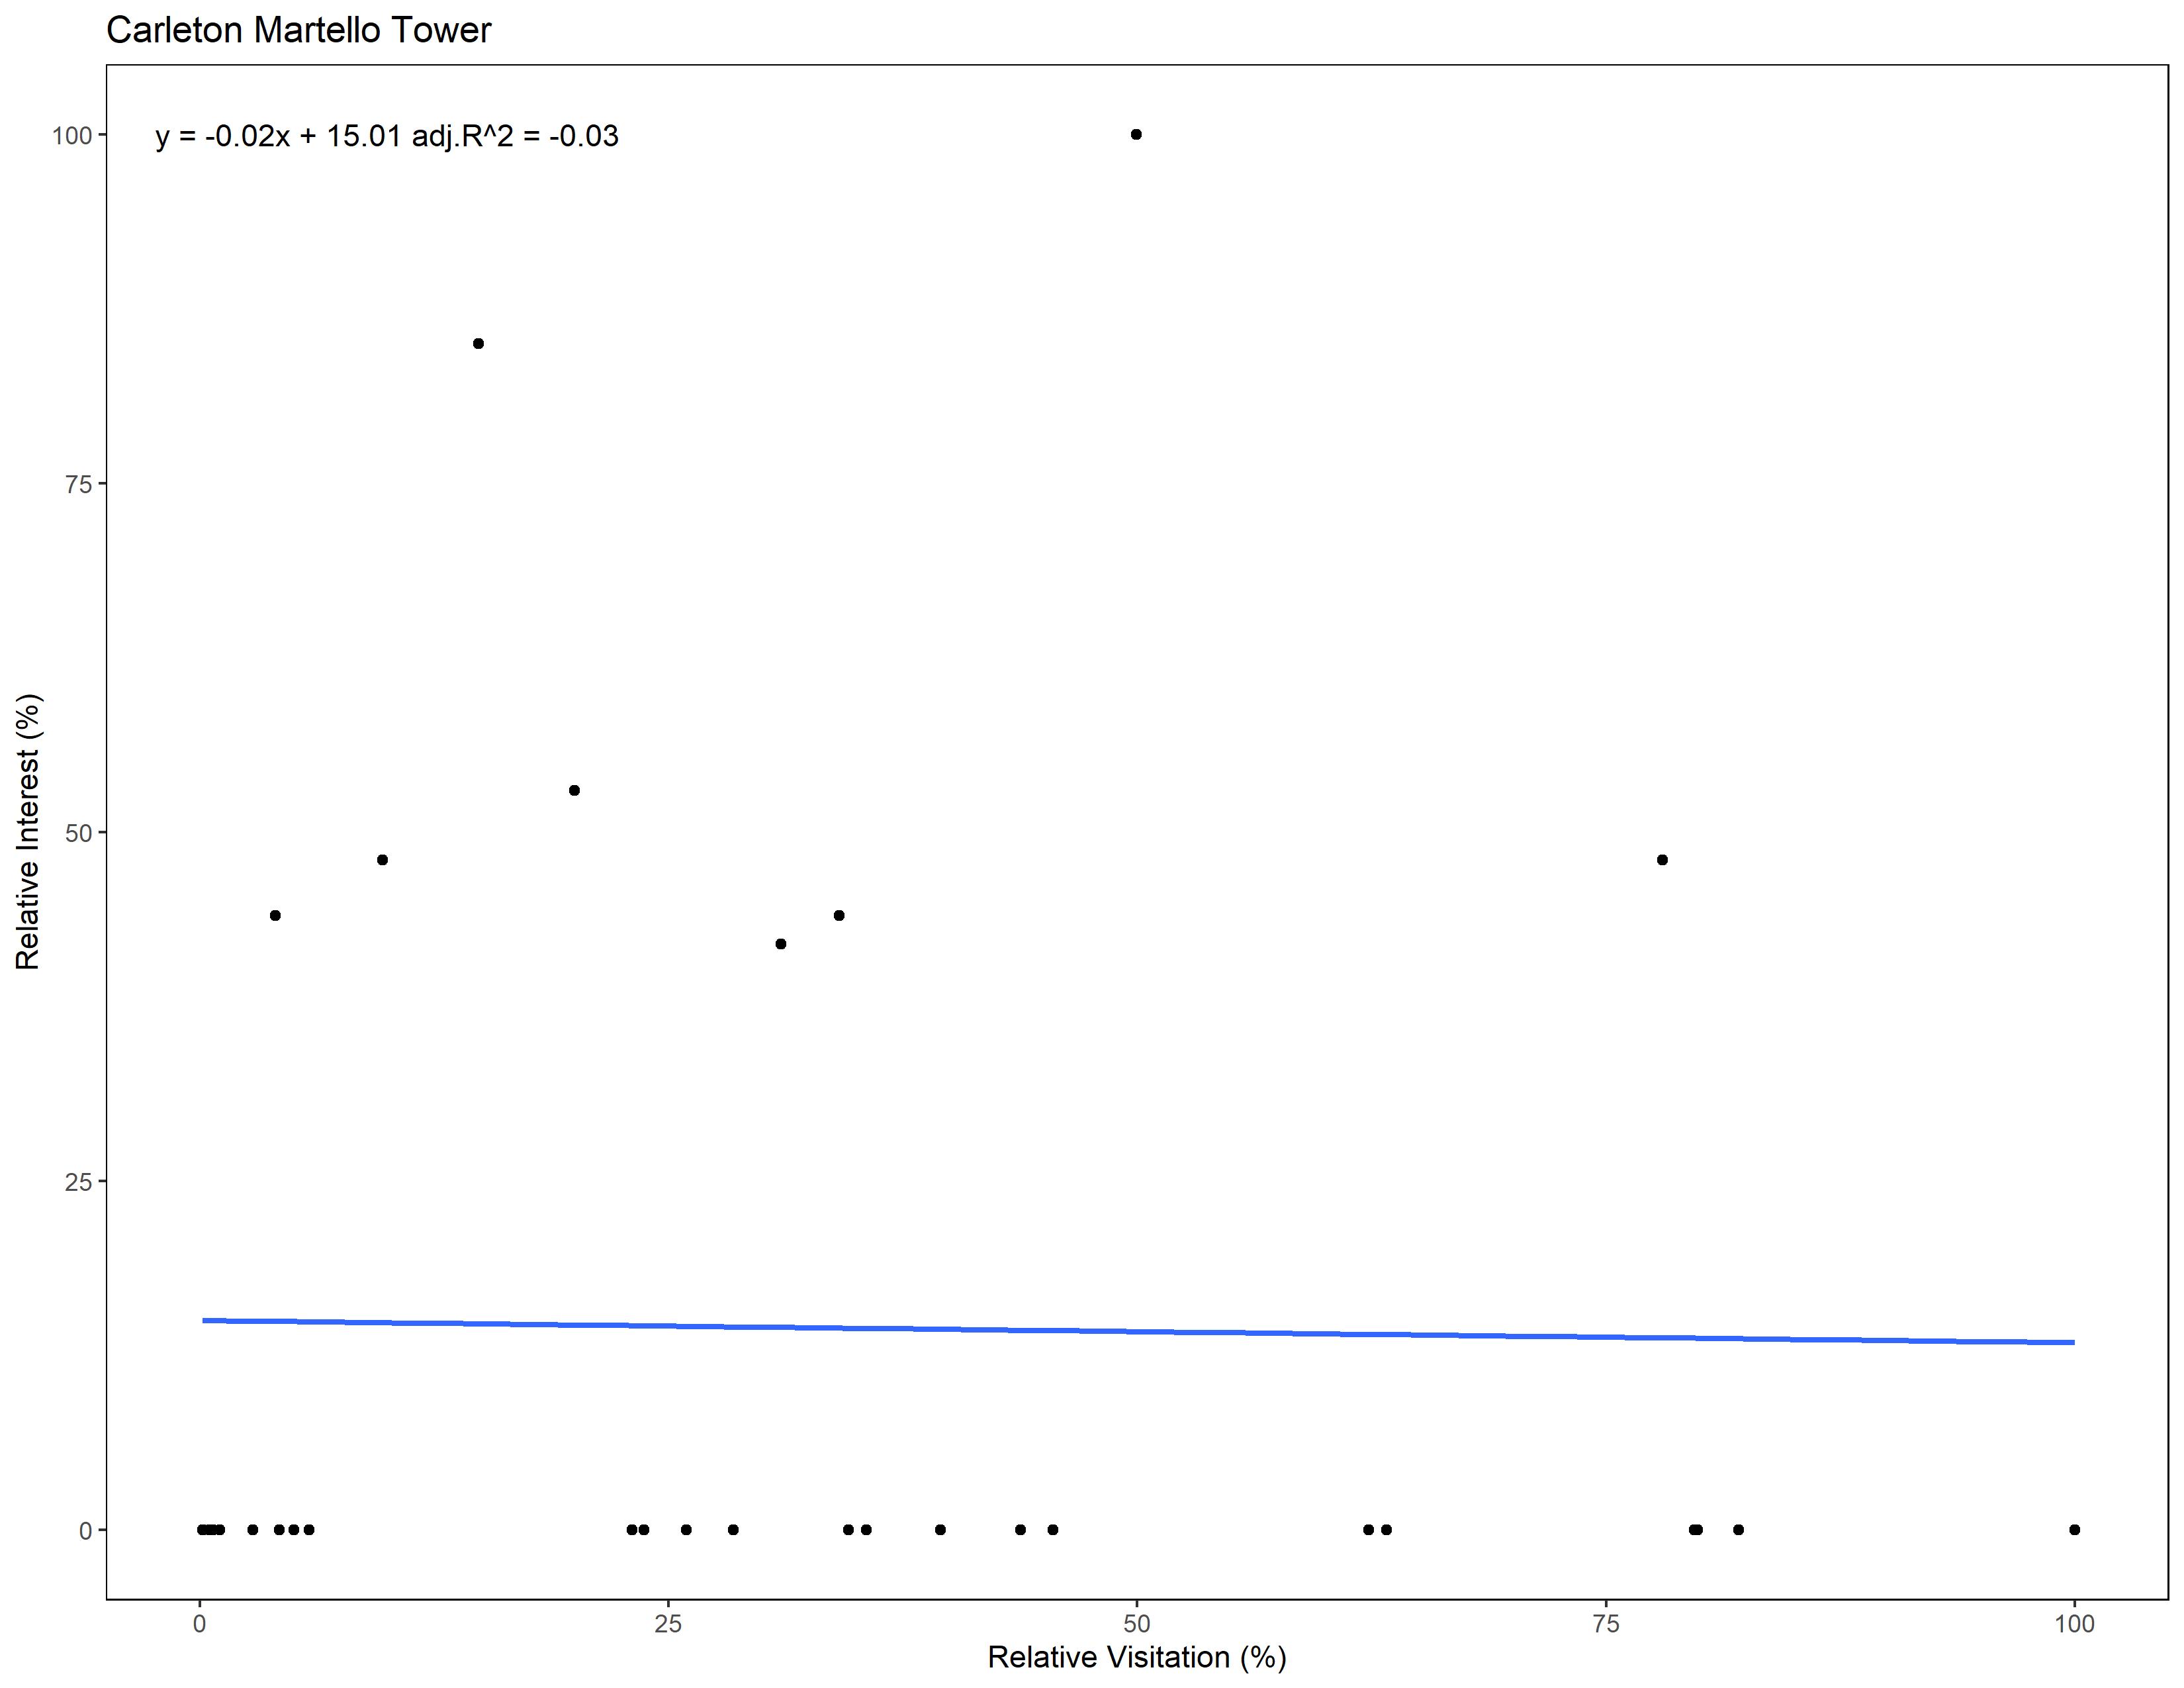 Carleton Martello Tower
y = -0.02x + 15.01 adj.R^2 = -0.03
100
75
50
25
0
Relative Interest (%)
0 25 50 75 100
Relative Visitation (%)